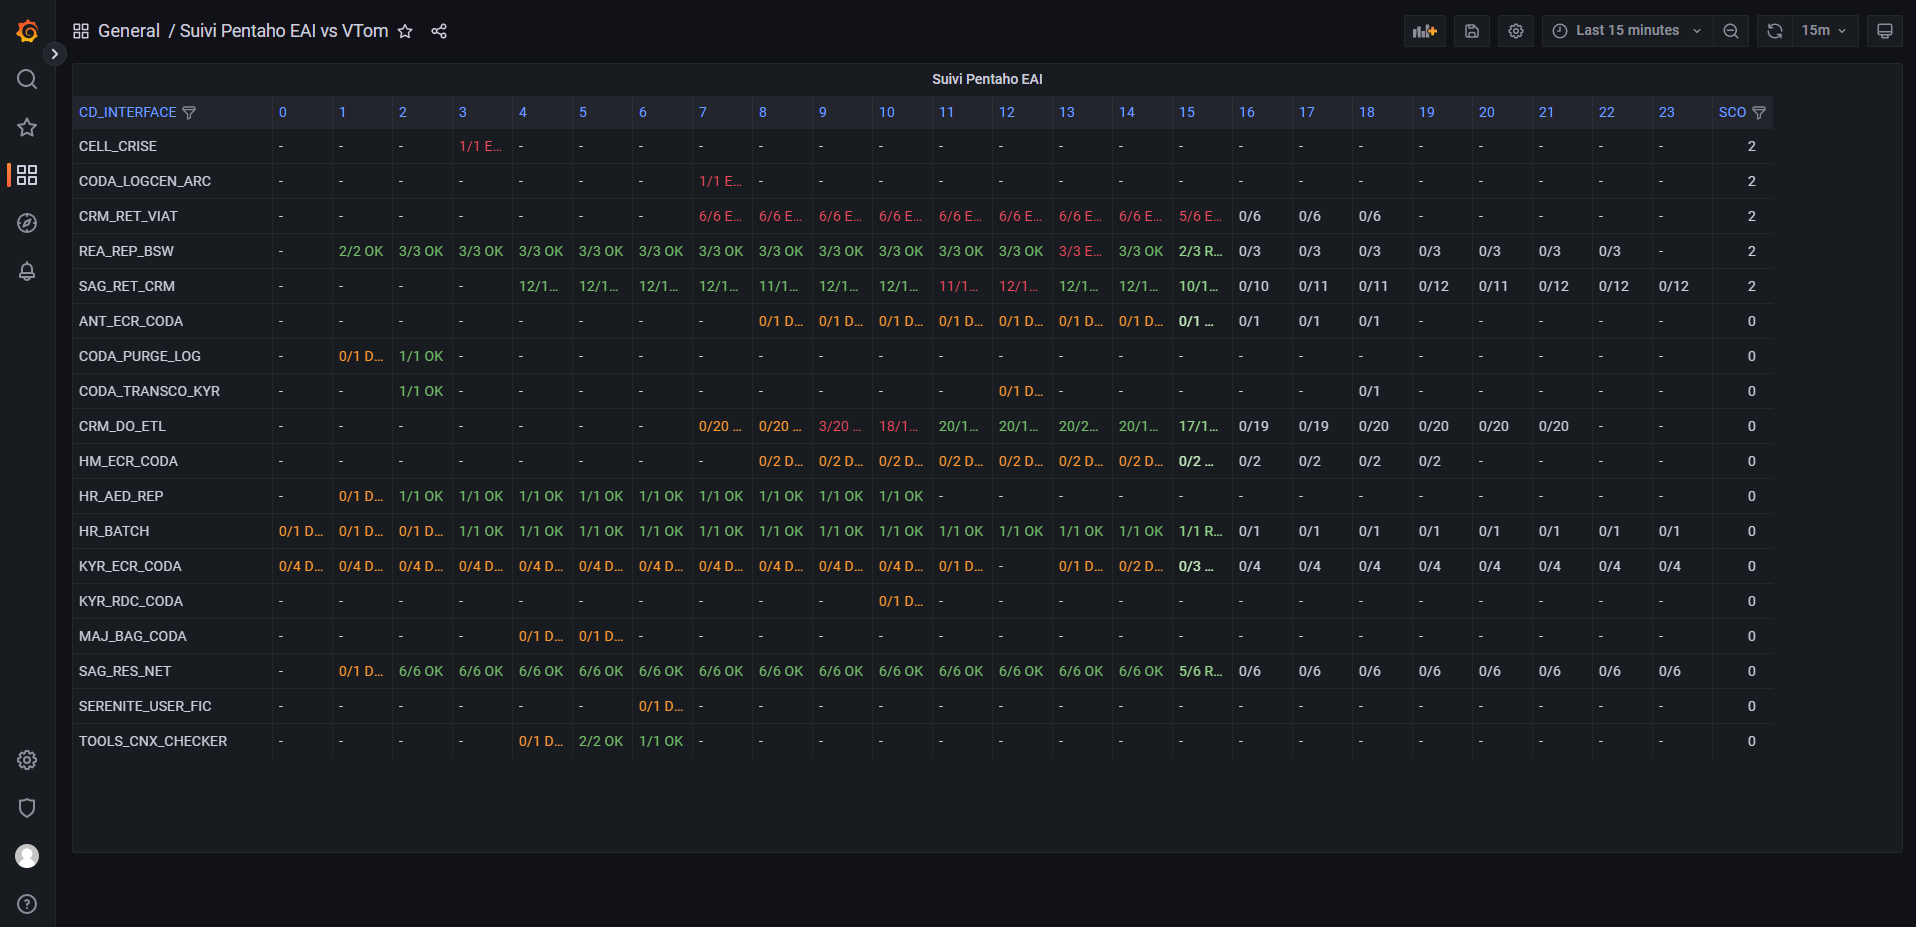 General / Suivi Pentaho EAI vs VTom Last 15 minutes 15m
Suivi Pentaho EAI
CD_INTERFACE 0 1 2 3 4 5 6 7 8 9 10 11 12 13 14 15 16 17 18 19 20 21 22 23 SCO
CELL_CRISE - - - 1/1 E... - - - - - - - - - - - - - - - - - - - - 2
CODA_LOGCEN_ARC - - - - - - - 1/1 E... - - - - - - - - - - - - - - - - 2
CRM_RET_VIAT - - - - - - - 6/6 E... 6/6 E... 6/6 E... 6/6 E... 6/6 E... 6/6 E... 6/6 E... 6/6 E... 5/6 E... 0/6 0/6 0/6 - - - - - 2
REA_REP_BSW - 2/2 OK 3/3 OK 3/3 OK 3/3 OK 3/3 OK 3/3 OK 3/3 OK 3/3 OK 3/3 OK 3/3 OK 3/3 OK 3/3 OK 3/3 E... 3/3 OK 2/3 R... 0/3 0/3 0/3 0/3 0/3 0/3 0/3 - 2
SAG_RET_CRM - - - - 12/1... 12/1... 12/1... 12/1... 11/1... 12/1... 12/1... 11/1... 12/1... 12/1... 12/1... 10/1... 0/10 0/11 0/11 0/12 0/11 0/12 0/12 0/12 2
ANT_ECR_CODA - - - - - - - - 0/1 D... 0/1 D... 0/1 D... 0/1 D... 0/1 D... 0/1 D... 0/1 D... 0/1 ... 0/1 0/1 0/1 - - - - - 0
CODA_PURGE_LOG - 0/1 D... 1/1 OK - - - - - - - - - - - - - - - - - - - - - 0
CODA_TRANSCO_KYR - - 1/1 OK - - - - - - - - - 0/1 D... - - - - - 0/1 - - - - - 0
CRM_DO_ETL - - - - - - - 0/20 ... 0/20 ... 3/20 ... 18/1... 20/1... 20/1... 20/2... 20/1... 17/1... 0/19 0/19 0/20 0/20 0/20 0/20 - - 0
HM_ECR_CODA - - - - - - - - 0/2 D... 0/2 D... 0/2 D... 0/2 D... 0/2 D... 0/2 D... 0/2 D... 0/2 ... 0/2 0/2 0/2 0/2 - - - - 0
HR_AED_REP - 0/1 D... 1/1 OK 1/1 OK 1/1 OK 1/1 OK 1/1 OK 1/1 OK 1/1 OK 1/1 OK 1/1 OK - - - - - - - - - - - - - 0
HR_BATCH 0/1 D... 0/1 D... 0/1 D... 1/1 OK 1/1 OK 1/1 OK 1/1 OK 1/1 OK 1/1 OK 1/1 OK 1/1 OK 1/1 OK 1/1 OK 1/1 OK 1/1 OK 1/1 R... 0/1 0/1 0/1 0/1 0/1 0/1 0/1 0/1 0
KYR_ECR_CODA 0/4 D... 0/4 D... 0/4 D... 0/4 D... 0/4 D... 0/4 D... 0/4 D... 0/4 D... 0/4 D... 0/4 D... 0/4 D... 0/1 D... - 0/1 D... 0/2 D... 0/3 ... 0/4 0/4 0/4 0/4 0/4 0/4 0/4 0/4 0
KYR_RDC_CODA - - - - - - - - - - 0/1 D... - - - - - - - - - - - - - 0
MAJ_BAG_CODA - - - - 0/1 D... 0/1 D... - - - - - - - - - - - - - - - - - - 0
SAG_RES_NET - 0/1 D... 6/6 OK 6/6 OK 6/6 OK 6/6 OK 6/6 OK 6/6 OK 6/6 OK 6/6 OK 6/6 OK 6/6 OK 6/6 OK 6/6 OK 6/6 OK 5/6 R... 0/6 0/6 0/6 0/6 0/6 0/6 0/6 0/6 0
SERENITE_USER_FIC - - - - - - 0/1 D... - - - - - - - - - - - - - - - - - 0
TOOLS_CNX_CHECKER - - - - 0/1 D... 2/2 OK 1/1 OK - - - - - - - - - - - - - - - - - 0